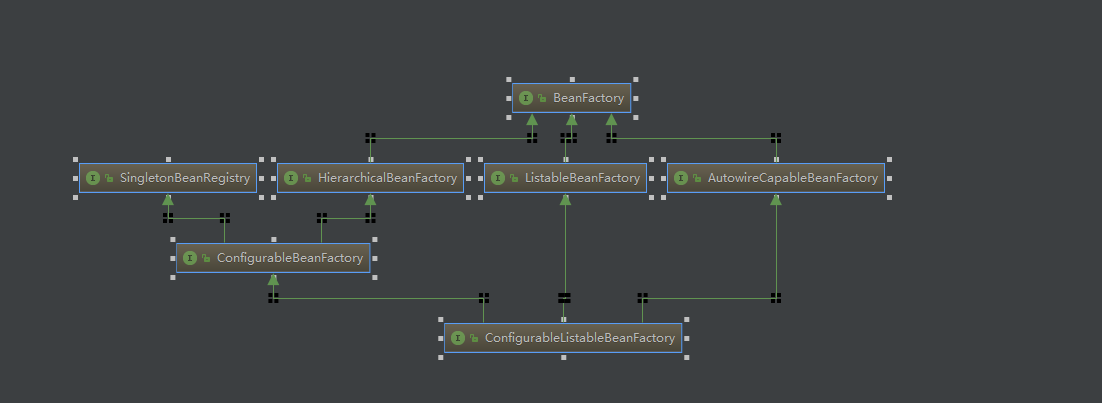 I BeanFactory
I SingletonBeanRegistry
I HierarchicalBeanFactory
I ListableBeanFactory
I AutowireCapableBeanFactory
I ConfigurableBeanFactory
I ConfigurableListableBeanFactory